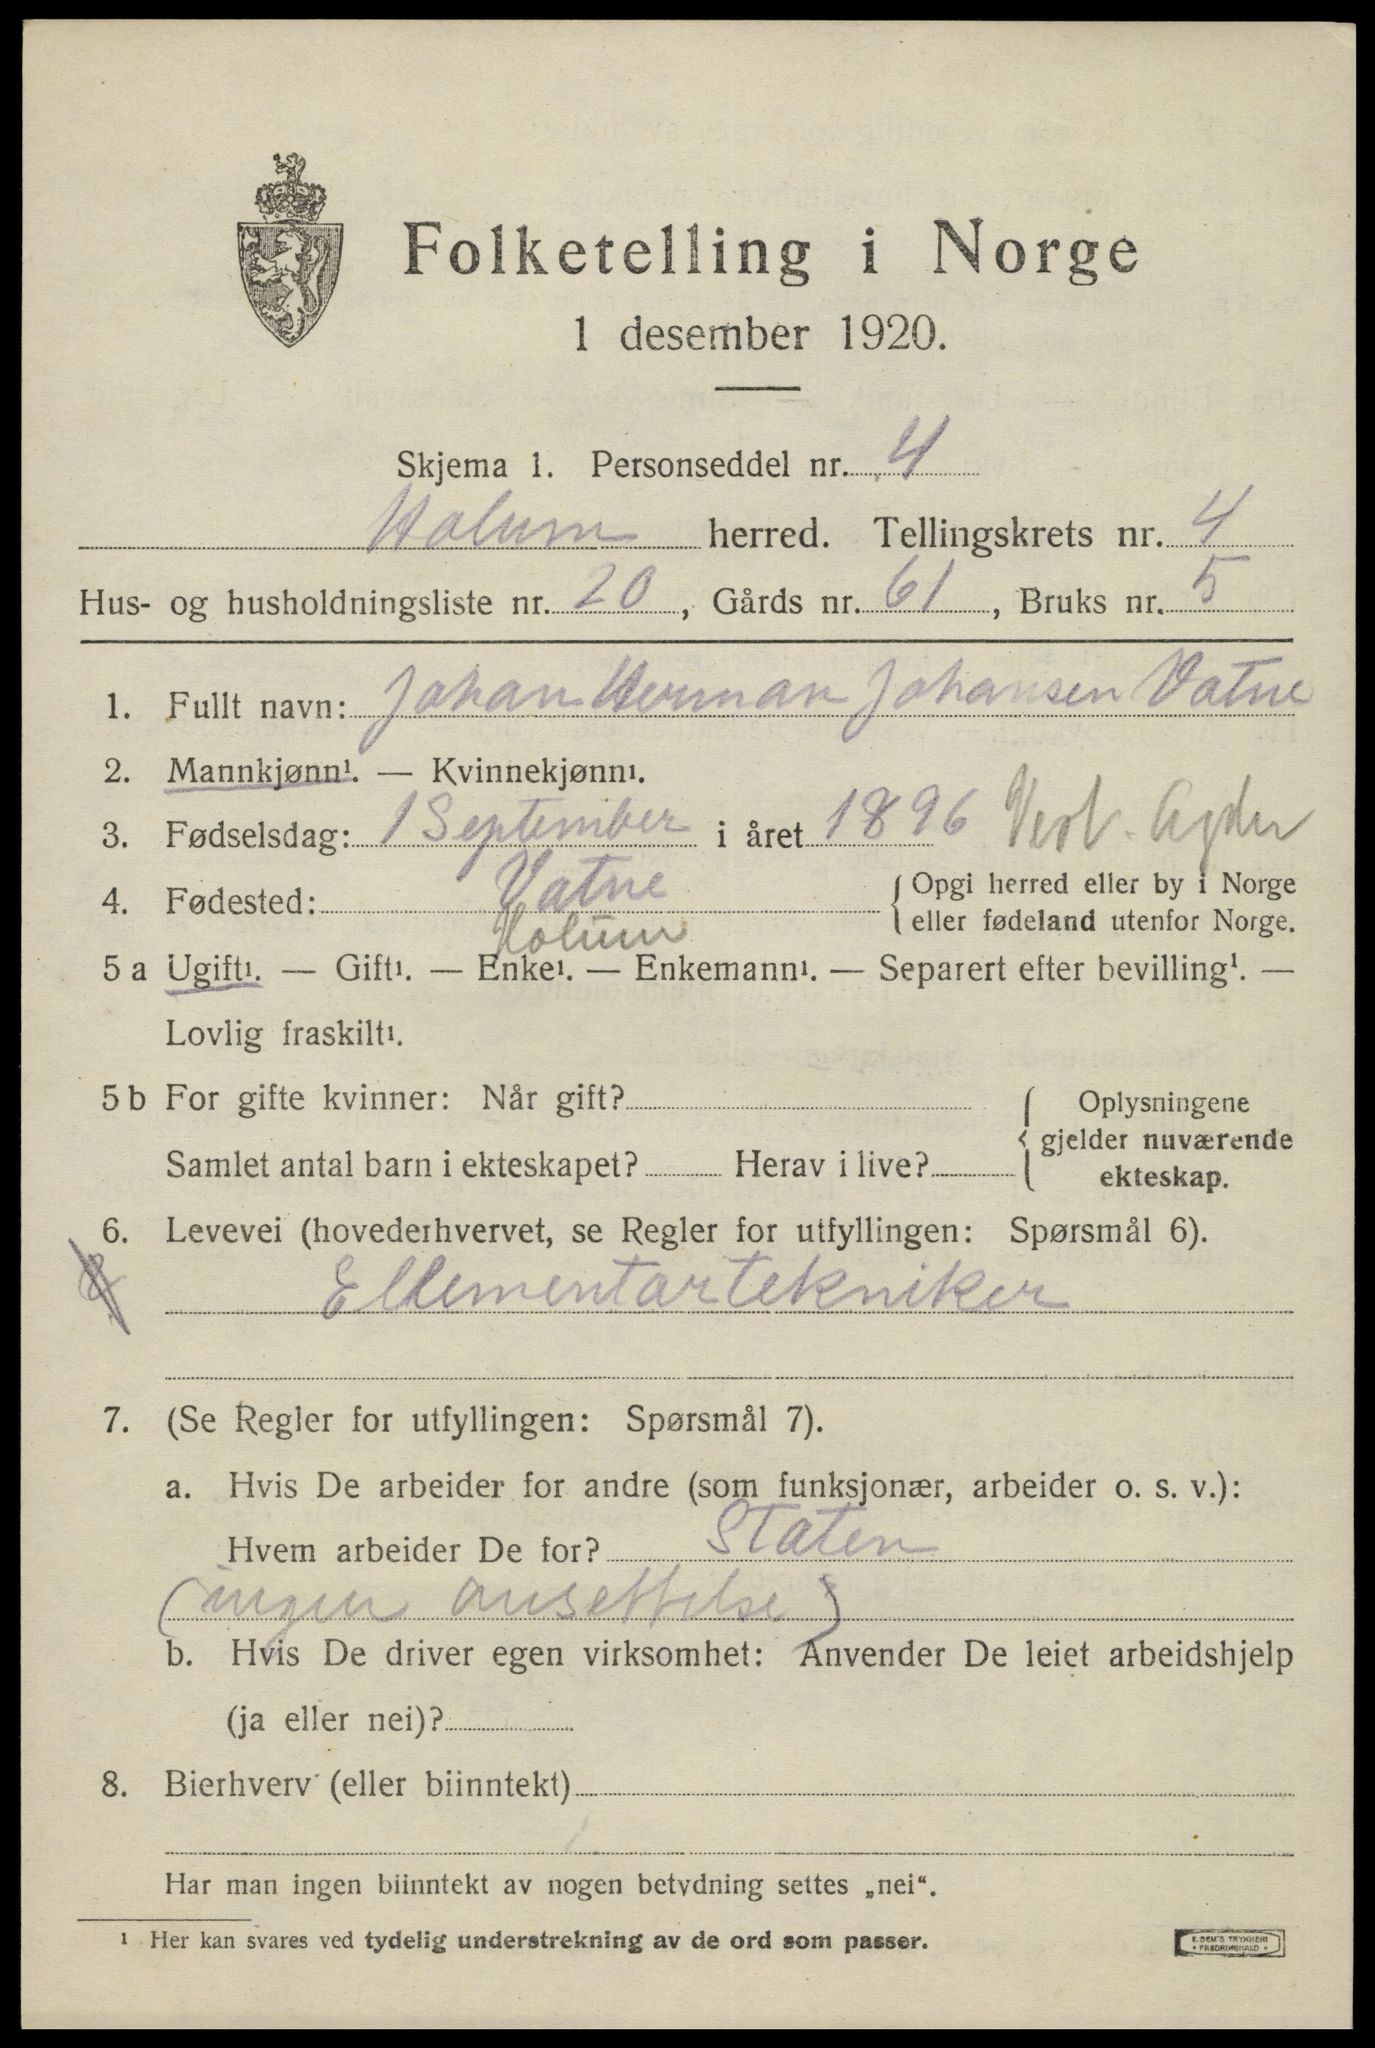 Folketelling i Norge
1 desember 1920.
Skjema 1. Personseddel nr. 4
Holum herred. Tellingskrets nr. 4
Hus- og husholdningsliste nr. 20, Gårds nr. 61, Bruks nr. 5
1. Fullt navn: Johan Herman Johansen Vatne
2. Mannkjønn¹. — Kvinnekjønn¹.
3. Fødselsdag: 1 September i året 1896 Vest-Agder
4. Fødested: Vatne { Opgi herred eller by i Norge
eller fødeland utenfor Norge.
Holum
5 a Ugift¹. — Gift¹. — Enke¹. — Enkemann¹. — Separert efter bevilling¹. —
Lovlig fraskilt¹.
5 b For gifte kvinner: Når gift? { Oplysningene
gjelder nuværende
Samlet antal barn i ekteskapet? Herav i live?
ekteskap.
6. Levevei (hovederhvervet, se Regler for utfyllingen: Spørsmål 6).
Ellementartekniker
7. (Se Regler for utfyllingen: Spørsmål 7).
a. Hvis De arbeider for andre (som funksjonær, arbeider o. s. v.):
Hvem arbeider De for? Staten
(ingen ansettelse)
b. Hvis De driver egen virksomhet: Anvender De leiet arbeidshjelp
(ja eller nei)?
8. Bierhverv (eller biinntekt)
Har man ingen biinntekt av nogen betydning settes „nei“.
¹ Her kan svares ved tydelig understrekning av de ord som passer.
E. SEM'S TRYKKERI
• FREDRIKSHALD •